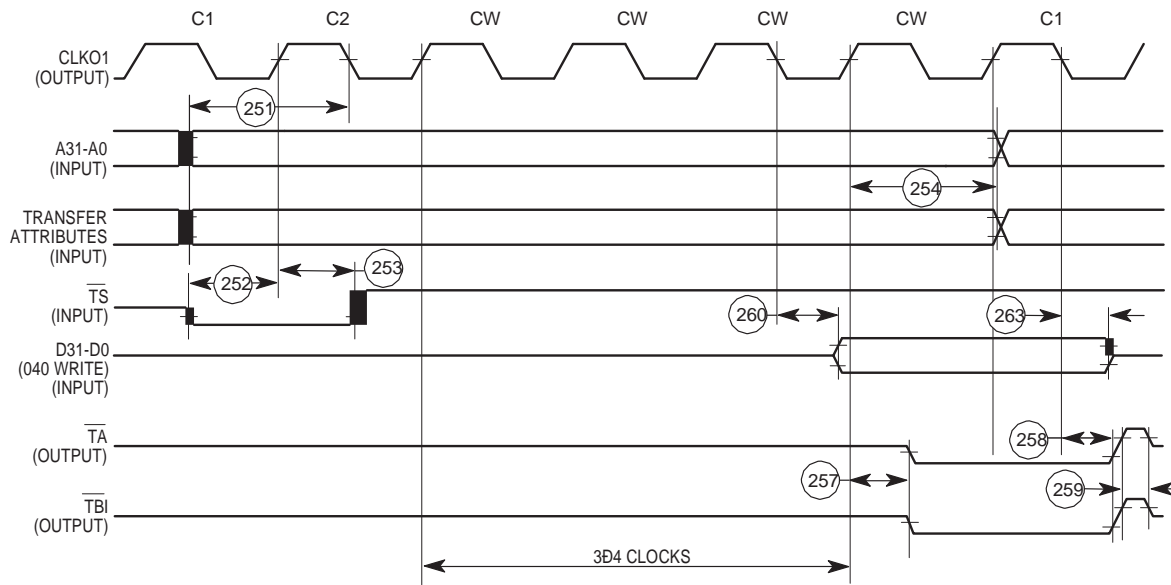 C1 C2 CW CW CW CW C1
CLKO1
(OUTPUT)
251
A31-A0
(INPUT)
254
TRANSFER
ATTRIBUTES
(INPUT)
252
253
TS
(INPUT)
260
263
D31-D0
(040 WRITE)
(INPUT)
TA
(OUTPUT)
258
257
259
TBI
(OUTPUT)
3Ð4 CLOCKS